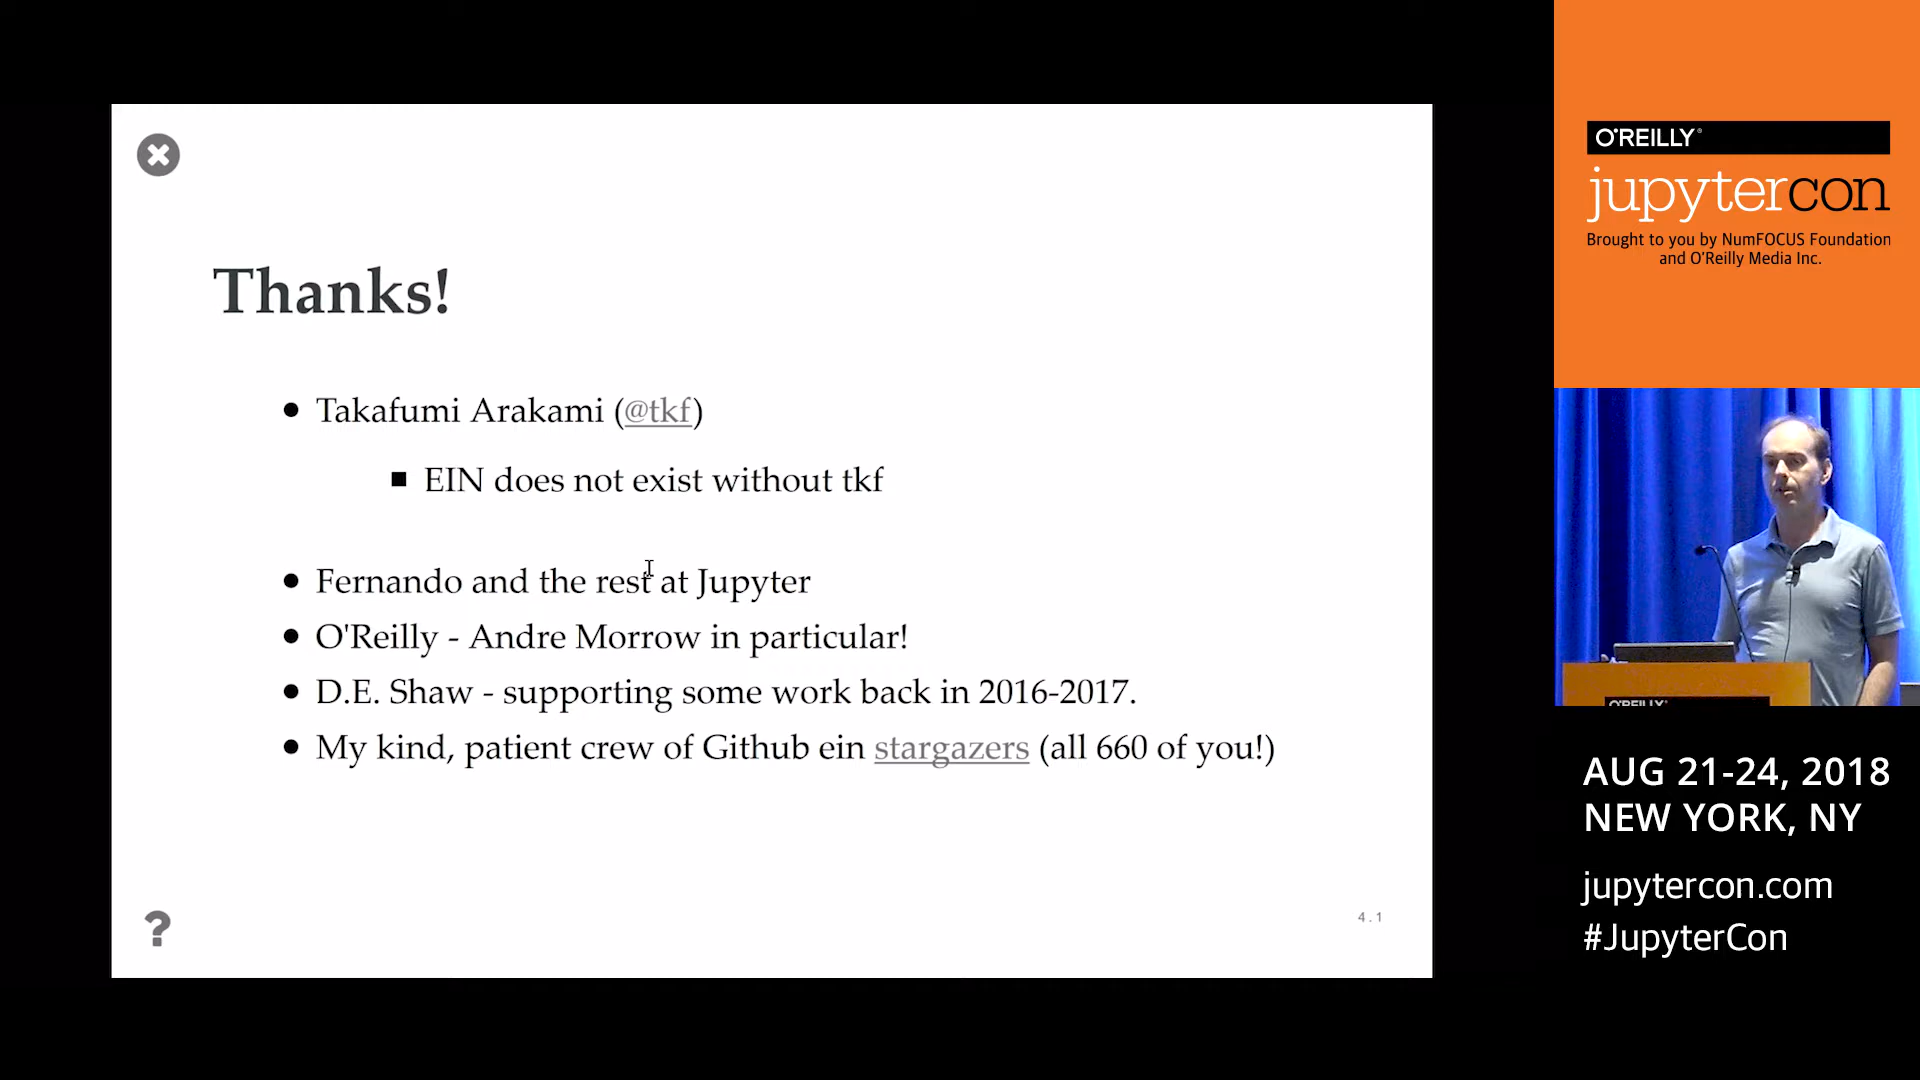 Thanks!
Takafumi Arakami (@tkf)
EIN does not exist without tkf
Fernando and the rest at Jupyter
O'Reilly - Andre Morrow in particular!
D.E. Shaw - supporting some work back in 2016-2017.
My kind, patient crew of Github ein stargazers (all 660 of you!)
?
4.1
O'REILLY®
jupytercon
Brought to you by NumFOCUS Foundation
and O'Reilly Media Inc.
O'REILLY
AUG 21-24, 2018
NEW YORK, NY
jupytercon.com
#JupyterCon